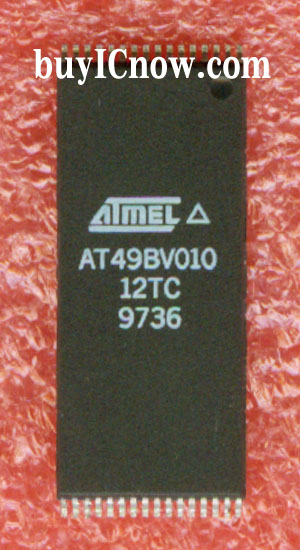 buyICnow.com
ATMEL
AT49BV010
12TC
9736